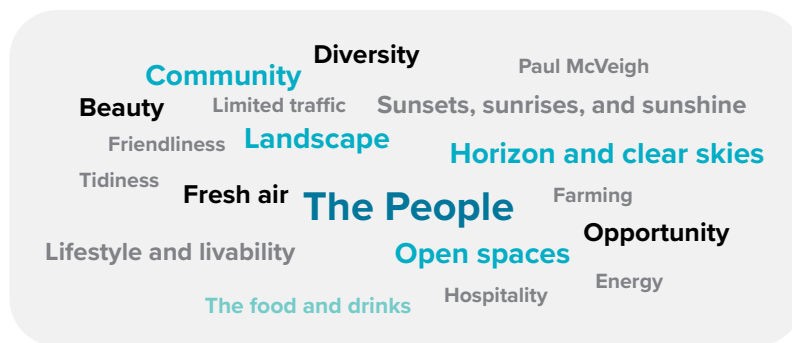 Diversity
Paul McVeigh
Community
Beauty
Limited traffic
Sunsets, sunrises, and sunshine
Friendliness
Landscape
Horizon and clear skies
Tidiness
Fresh air
The People
Farming
Opportunity
Lifestyle and livability
Open spaces
Energy
Hospitality
The food and drinks